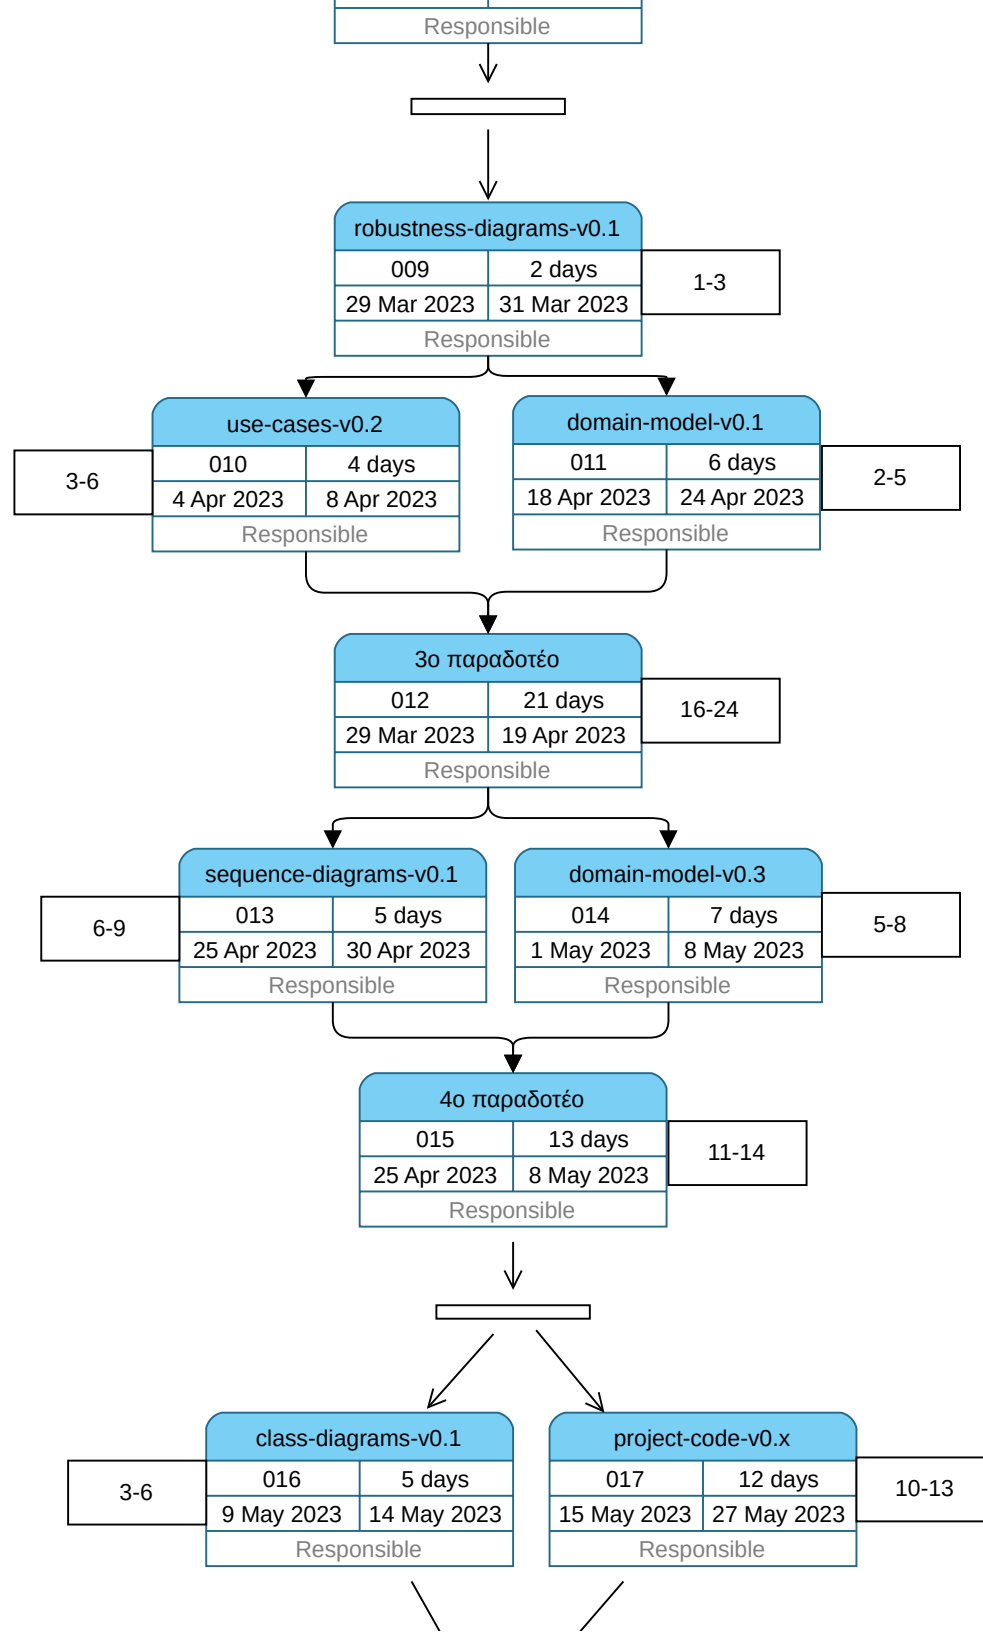 Responsible
robustness-diagrams-v0.1
009 2 days
1-3
29 Mar 2023 31 Mar 2023
Responsible
use-cases-v0.2
010 4 days
3-6
4 Apr 2023 8 Apr 2023
Responsible
domain-model-v0.1
011 6 days
2-5
18 Apr 2023 24 Apr 2023
Responsible
3ο παραδοτέο
012 21 days
16-24
29 Mar 2023 19 Apr 2023
Responsible
sequence-diagrams-v0.1
013 5 days
6-9
25 Apr 2023 30 Apr 2023
Responsible
domain-model-v0.3
014 7 days
5-8
1 May 2023 8 May 2023
Responsible
4ο παραδοτέο
015 13 days
11-14
25 Apr 2023 8 May 2023
Responsible
class-diagrams-v0.1
016 5 days
3-6
9 May 2023 14 May 2023
Responsible
project-code-v0.x
017 12 days
10-13
15 May 2023 27 May 2023
Responsible